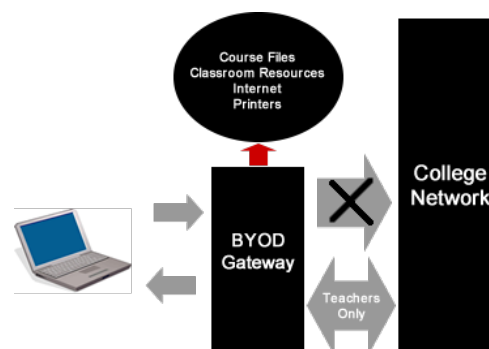 Course Files
Classroom Resources
Internet
Printers
College
Network
BYOD
Gateway
Teachers
Only